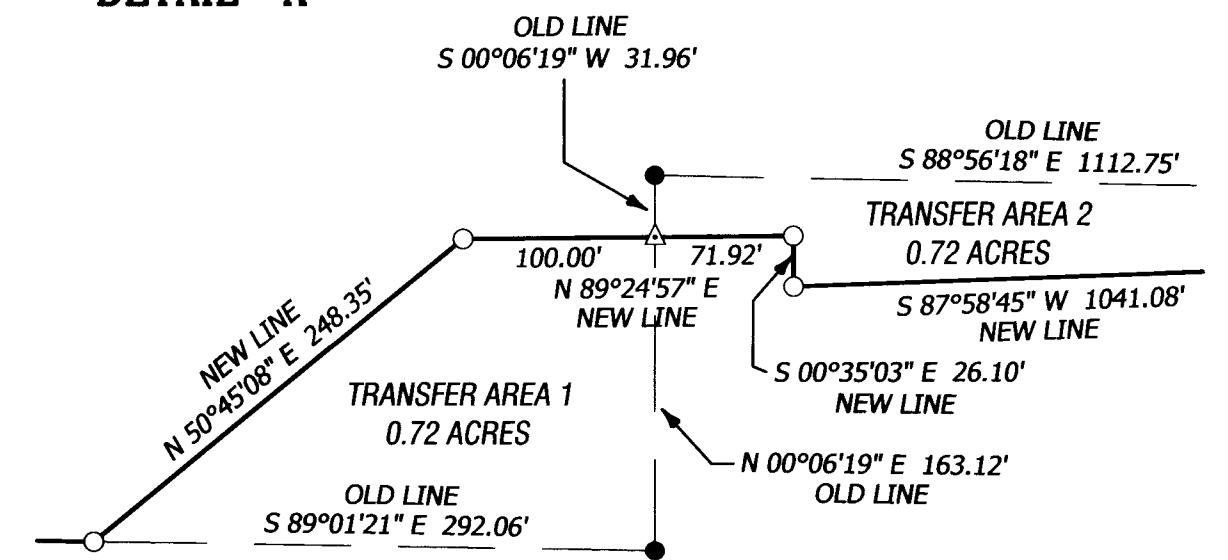 OLD LINE
S 00°06'19" W 31.96'
OLD LINE
S 88°56'18" E 1112.75'
TRANSFER AREA 2
0.72 ACRES
100.00'
71.92'
N 89°24'57" E
NEW LINE
S 87°58'45" W 1041.08'
NEW LINE
NEW LINE
N 50°45'08" E 248.35'
S 00°35'03" E 26.10'
NEW LINE
TRANSFER AREA 1
0.72 ACRES
N 00°06'19" E 163.12'
OLD LINE
OLD LINE
S 89°01'21" E 292.06'